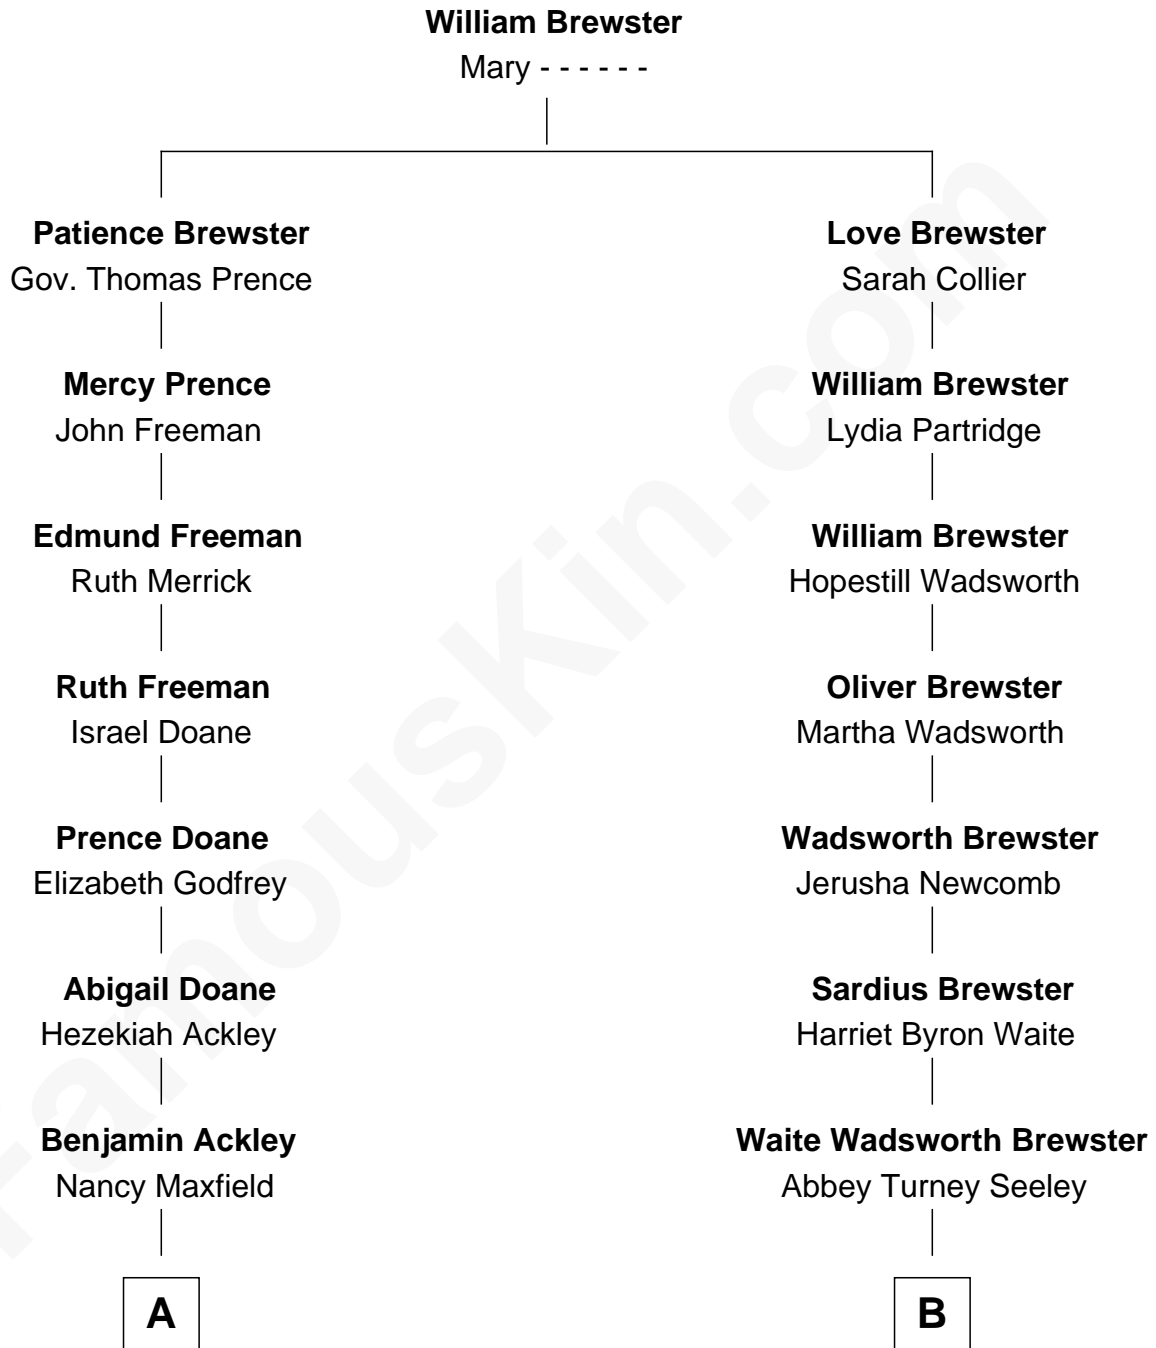 William Brewster
Mary - - - - - -
Patience Brewster
Gov. Thomas Prence
Love Brewster
Sarah Collier
Mercy Prence
John Freeman
William Brewster
Lydia Partridge
Edmund Freeman
Ruth Merrick
William Brewster
Hopestill Wadsworth
Ruth Freeman
Israel Doane
Oliver Brewster
Martha Wadsworth
Prence Doane
Elizabeth Godfrey
Wadsworth Brewster
Jerusha Newcomb
Abigail Doane
Hezekiah Ackley
Sardius Brewster
Harriet Byron Waite
Benjamin Ackley
Nancy Maxfield
Waite Wadsworth Brewster
Abbey Turney Seeley
A
B
FamousKin.com